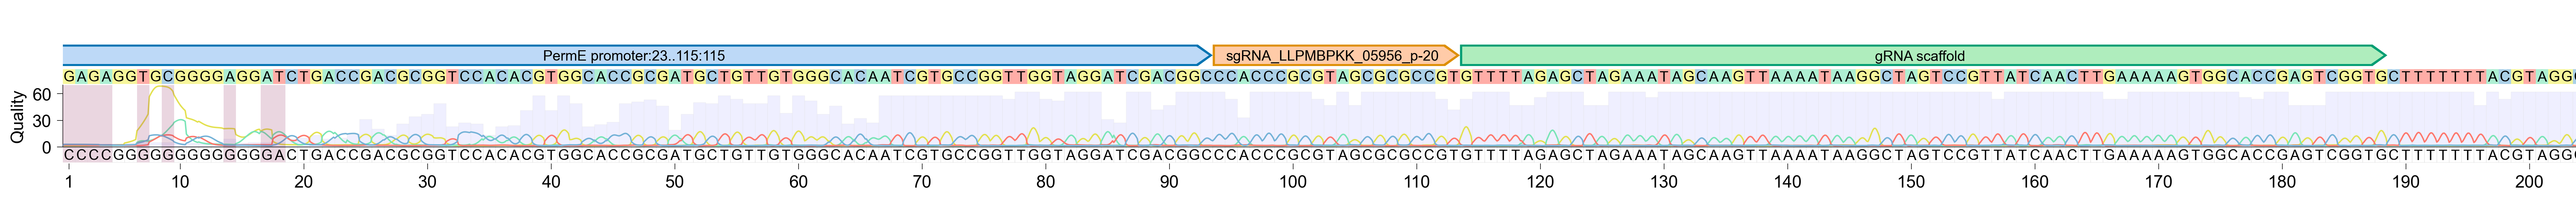 PermE promoter:23..115:115 sgRNA_LLPMBPKK_05956_p-20 gRNA scaffold
GAGAGGTGCGGGGAGGATCTGACCGACGCGGTCCACACGTGGCACCGCGATGCTGTTGTGGGCACAATCGTGCCGGTTGGTAGGATCGACGGCCCACCCGCGTAGCGCGCCGTGTTTTAGAGCTAGAAATAGCAAGTTAAAATAAGGCTAGTCCGTTATCAACTTGAAAAAGTGGCACCGAGTCGGTGCTTTTTTTACGTAGG
Quality
60
30
0
CCCCGGGGGGGGGGGGGACTGACCGACGCGGTCCACACGTGGCACCGCGATGCTGTTGTGGGCACAATCGTGCCGGTTGGTAGGATCGACGGCCCACCCGCGTAGCGCGCCGTGTTTTAGAGCTAGAAATAGCAAGTTAAAATAAGGCTAGTCCGTTATCAACTTGAAAAAGTGGCACCGAGTCGGTGCTTTTTTTACGTAGG
1 10 20 30 40 50 60 70 80 90 100 110 120 130 140 150 160 170 180 190 200